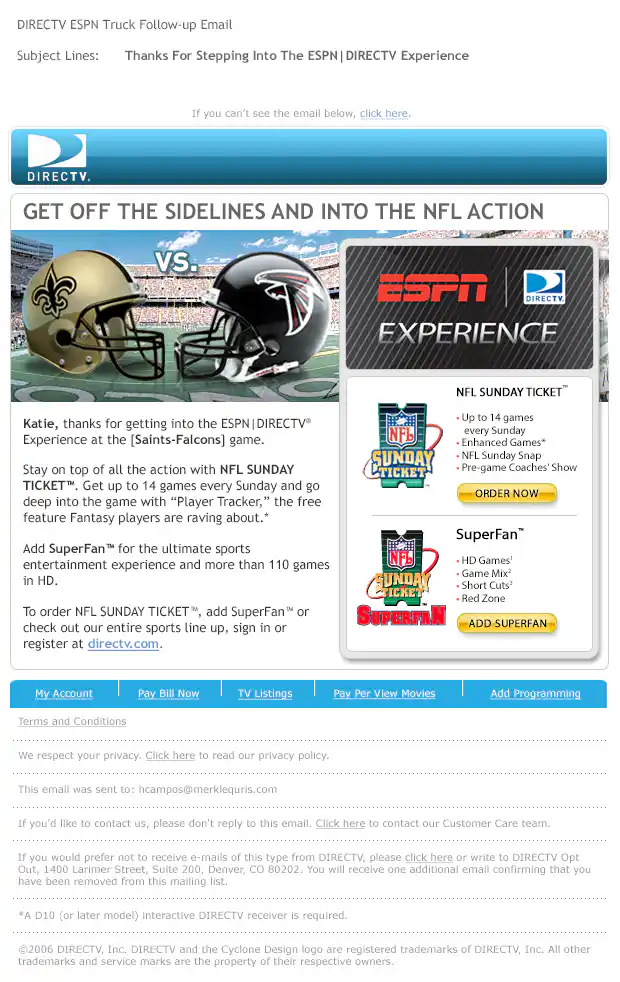 DIRECTV ESPN Truck Follow-up Email
Subject Lines: Thanks For Stepping Into The ESPN|DIRECTV Experience
If you can't see the email below, click here.
DIRECTV.
GET OFF THE SIDELINES AND INTO THE NFL ACTION
VS.
ESPN DIRECTV.
EXPERIENCE
Katie, thanks for getting into the ESPN|DIRECTV®
Experience at the [Saints-Falcons] game.
Stay on top of all the action with NFL SUNDAY
TICKET™. Get up to 14 games every Sunday and go
deep into the game with “Player Tracker,” the free
feature Fantasy players are raving about.*
Add SuperFan™ for the ultimate sports
entertainment experience and more than 110 games
in HD.
To order NFL SUNDAY TICKET™, add SuperFan™ or
check out our entire sports line up, sign in or
register at directv.com.
NFL SUNDAY TICKET™
NFL
SUNDAY
TICKET
• Up to 14 games
every Sunday
• Enhanced Games*
• NFL Sunday Snap
• Pre-game Coaches' Show
ORDER NOW
SuperFan™
NFL
SUNDAY
TICKET
SUPERFAN
• HD Games¹
• Game Mix²
• Short Cuts³
• Red Zone
ADD SUPERFAN
My Account Pay Bill Now TV Listings Pay Per View Movies Add Programming
Terms and Conditions
We respect your privacy. Click here to read our privacy policy.
This email was sent to: hcampos@merklequris.com
If you'd like to contact us, please don't reply to this email. Click here to contact our Customer Care team.
If you would prefer not to receive e-mails of this type from DIRECTV, please click here or write to DIRECTV Opt
Out, 1400 Larimer Street, Suite 200, Denver, CO 80202. You will receive one additional email confirming that you
have been removed from this mailing list.
*A D10 (or later model) interactive DIRECTV receiver is required.
©2006 DIRECTV, Inc. DIRECTV and the Cyclone Design logo are registered trademarks of DIRECTV, Inc. All other
trademarks and service marks are the property of their respective owners.